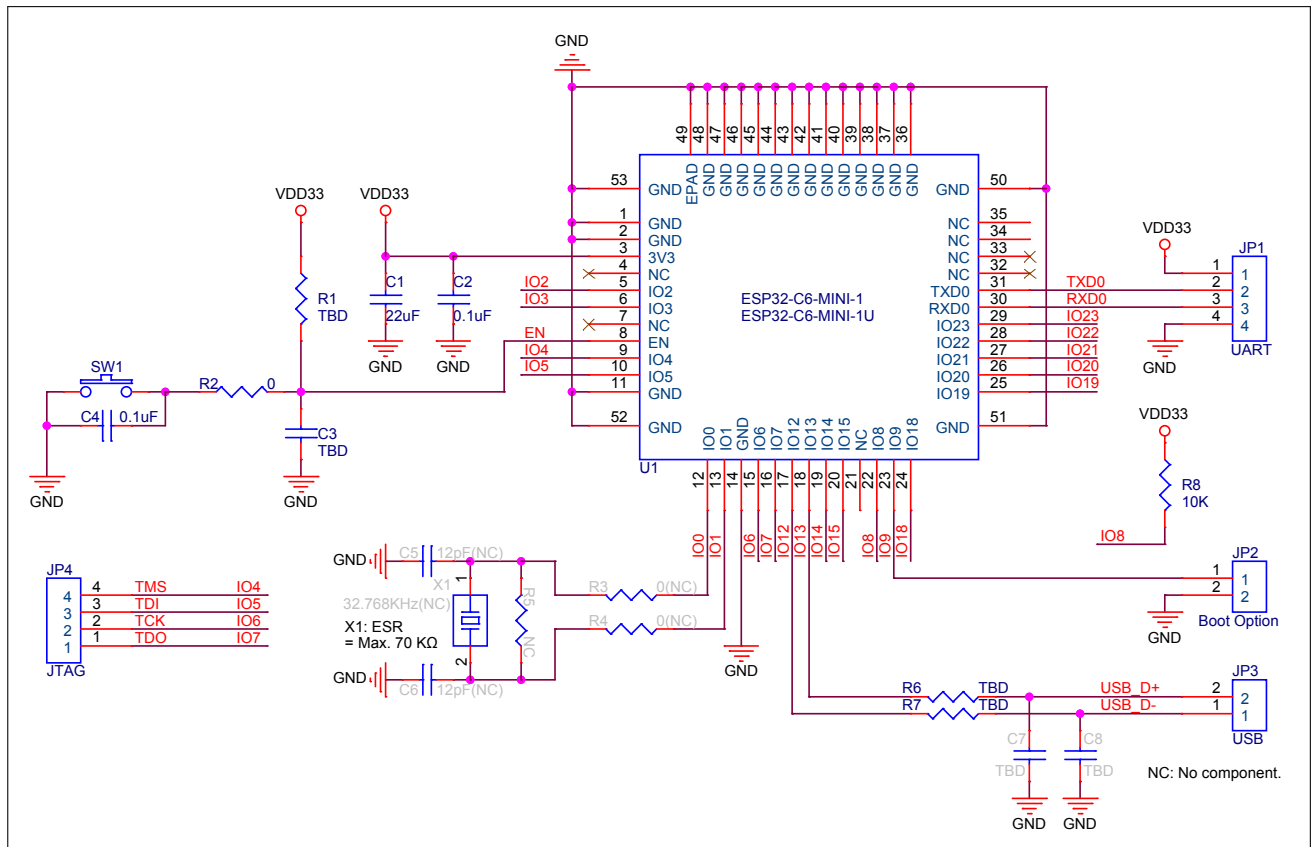 GND
49 48 47 46 45 44 43 42 41 40 39 38 37 36
EPAD GND GND GND GND GND GND GND GND GND GND GND GND GND
53 GND
1 GND
2 GND
3 3V3
4 NC
IO2 5 IO2
IO3 6 IO3
7 NC
EN 8 EN
IO4 9 IO4
IO5 10 IO5
11 GND
52 GND
ESP32-C6-MINI-1
ESP32-C6-MINI-1U
U1
GND 50
NC 35
NC 34
NC 33
NC 32
TXD0 31 TXD0
RXD0 30 RXD0
IO23 29 IO23
IO22 28 IO22
IO21 27 IO21
IO20 26 IO20
IO19 25 IO19
GND 51
IO0 IO1 GND IO6 IO7 IO12 IO13 IO14 IO15 NC IO8 IO9 IO18
12 13 14 15 16 17 18 19 20 21 22 23 24
IO0 IO1 IO6 IO7 IO12 IO13 IO14 IO15 IO8 IO9 IO18
VDD33
R1
TBD
VDD33
C1
22uF
GND
C2
0.1uF
GND
SW1
R2 0
C4 0.1uF
GND
C3
TBD
GND
VDD33
JP1
1 1
2 2
3 3
4 4
UART
GND
VDD33
R8
10K
IO8
JP2
1 1
2 2
Boot Option
GND
JP4
4 4 TMS IO4
3 3 TDI IO5
2 2 TCK IO6
1 1 TDO IO7
JTAG
GND C5 12pF(NC)
X1
1
32.768KHz(NC)
X1: ESR
= Max. 70 KΩ
2
R5
NC
GND C6 12pF(NC)
R3 0(NC)
R4 0(NC)
GND
R6 TBD USB_D+ 2 2
R7 TBD USB_D- 1 1
JP3
USB
C7
TBD
GND
C8
TBD
GND
NC: No component.